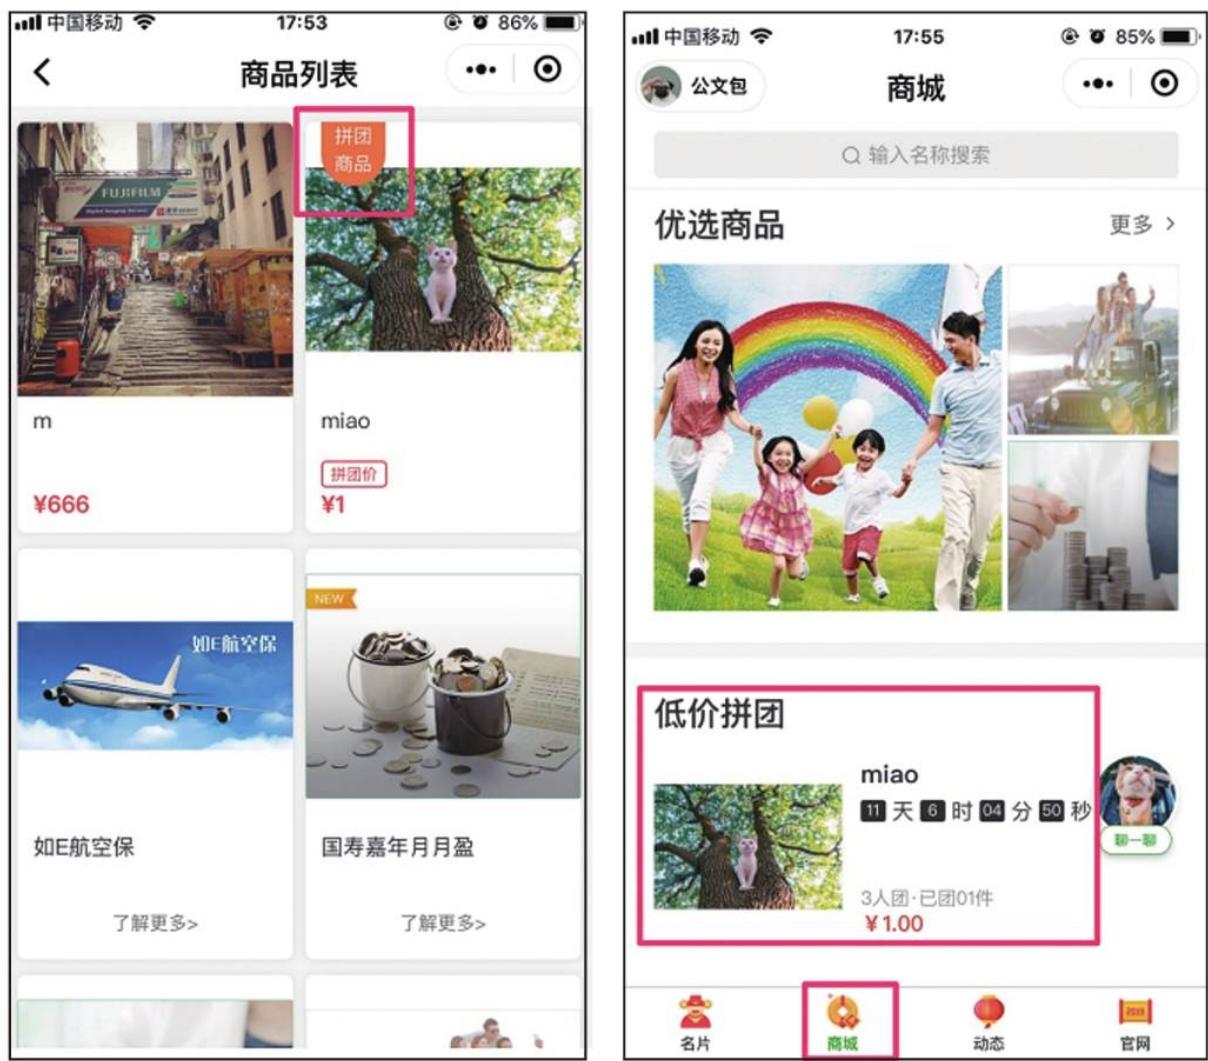 中国移动
17:53
86%
商品列表
拼团
商品
FUJIFILM
Digital Imaging Service
m
¥666
miao
拼团价
¥1
如E航空保
如E航空保
了解更多>
NEW
国寿嘉年月月盈
了解更多>
中国移动
17:55
85%
公文包
商城
输入名称搜索
优选商品
更多 >
低价拼团
miao
11 天 6 时 04 分 50 秒
3人团·已团01件
¥1.00
聊一聊
名片
商城
动态
官网